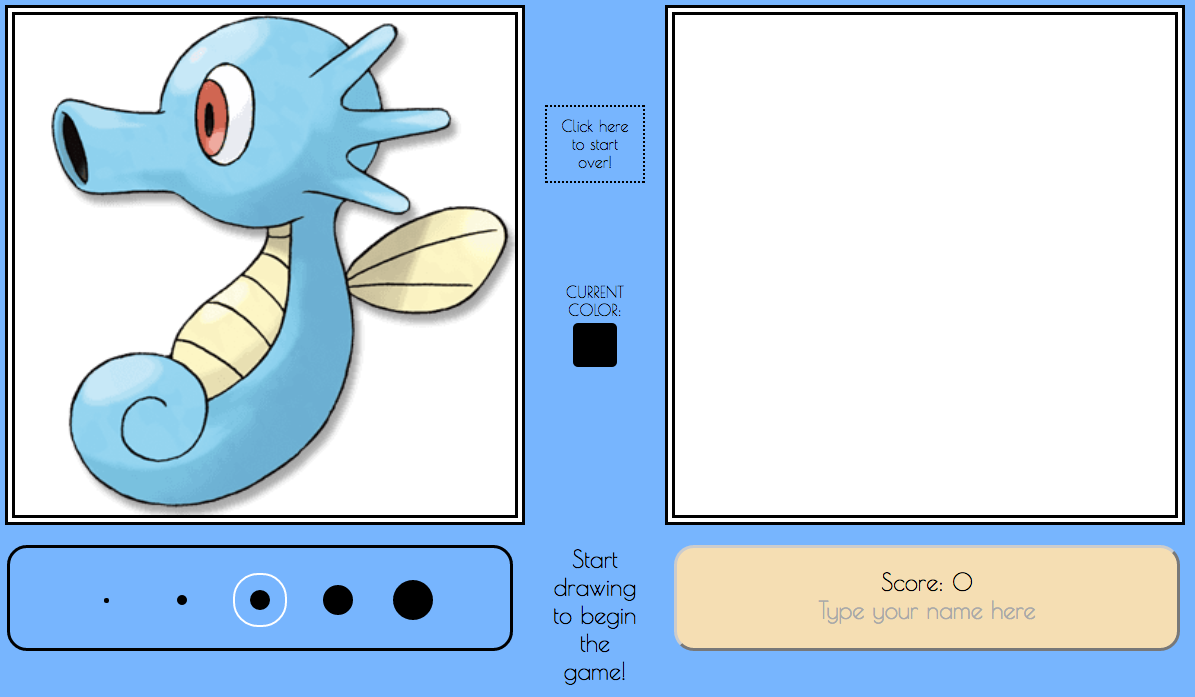 Click here
to start
over!
CURRENT
COLOR:
Start
drawing
to begin
the
game!
Score: 0
Type your name here